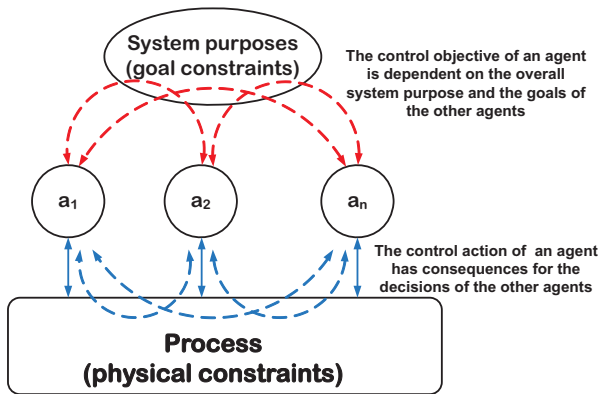 System purposes
(goal constraints)
The control objective of an agent
is dependent on the overall
system purpose and the goals of
the other agents
a1
a2
an
The control action of an agent
has consequences for the
decisions of the other agents
Process
(physical constraints)